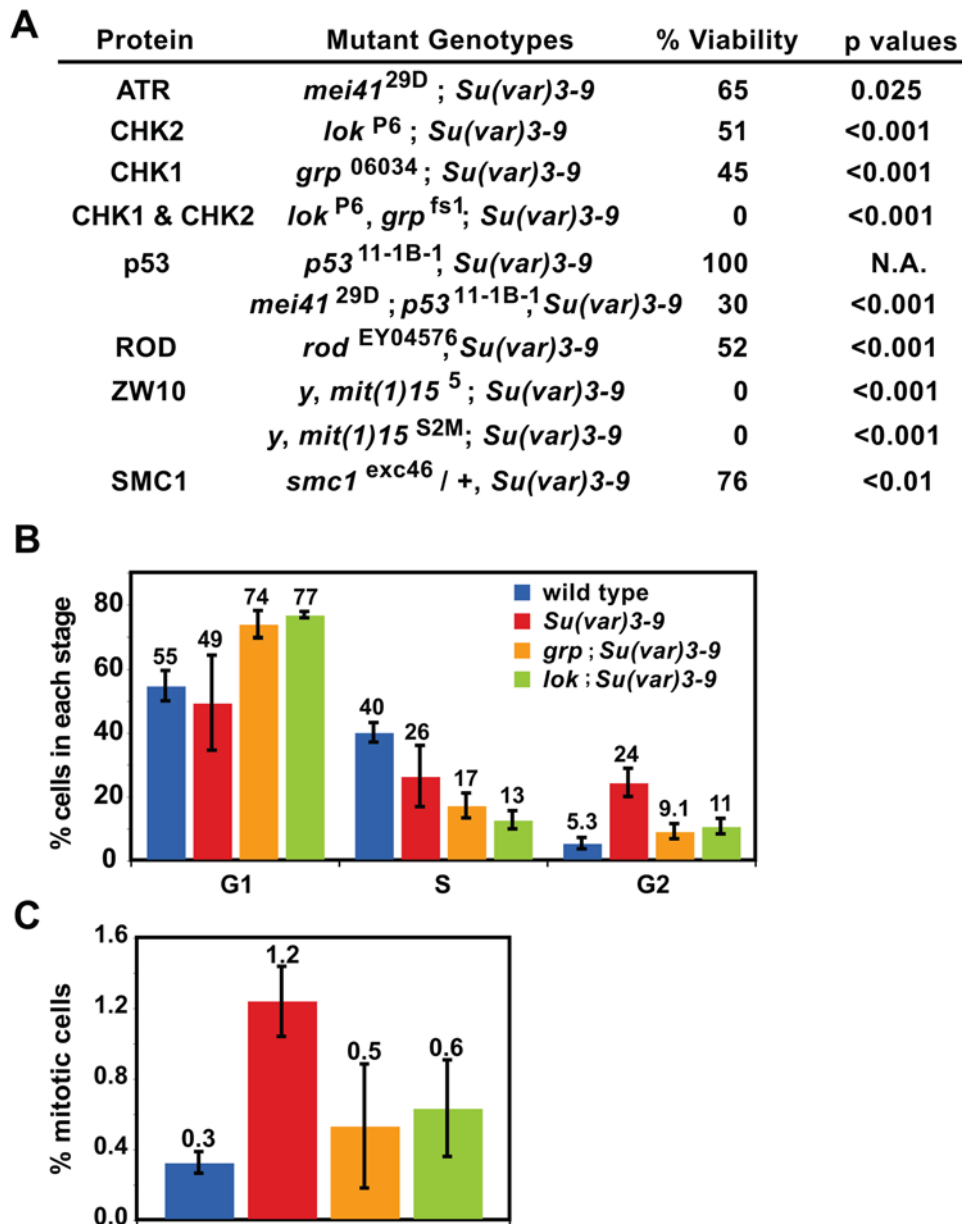 A
Protein Mutant Genotypes % Viability p values
ATR mei41 29D ; Su(var)3-9 65 0.025
CHK2 lok P6 ; Su(var)3-9 51 <0.001
CHK1 grp 06034 ; Su(var)3-9 45 <0.001
CHK1 & CHK2 lok P6, grp fs1; Su(var)3-9 0 <0.001
p53 p53 11-1B-1, Su(var)3-9 100 N.A.
mei41 29D ; p53 11-1B-1, Su(var)3-9 30 <0.001
ROD rod EY04576, Su(var)3-9 52 <0.001
ZW10 y, mit(1)15 5 ; Su(var)3-9 0 <0.001
y, mit(1)15 S2M; Su(var)3-9 0 <0.001
SMC1 smc1 exc46 / +, Su(var)3-9 76 <0.01
B
% cells in each stage
80
60
40
20
0
55 49 74 77
40 26 17 13
5.3 24 9.1 11
wild type
Su(var)3-9
grp ; Su(var)3-9
lok ; Su(var)3-9
G1 S G2
C
% mitotic cells
1.6
1.2
0.8
0.4
0.0
0.3 1.2 0.5 0.6